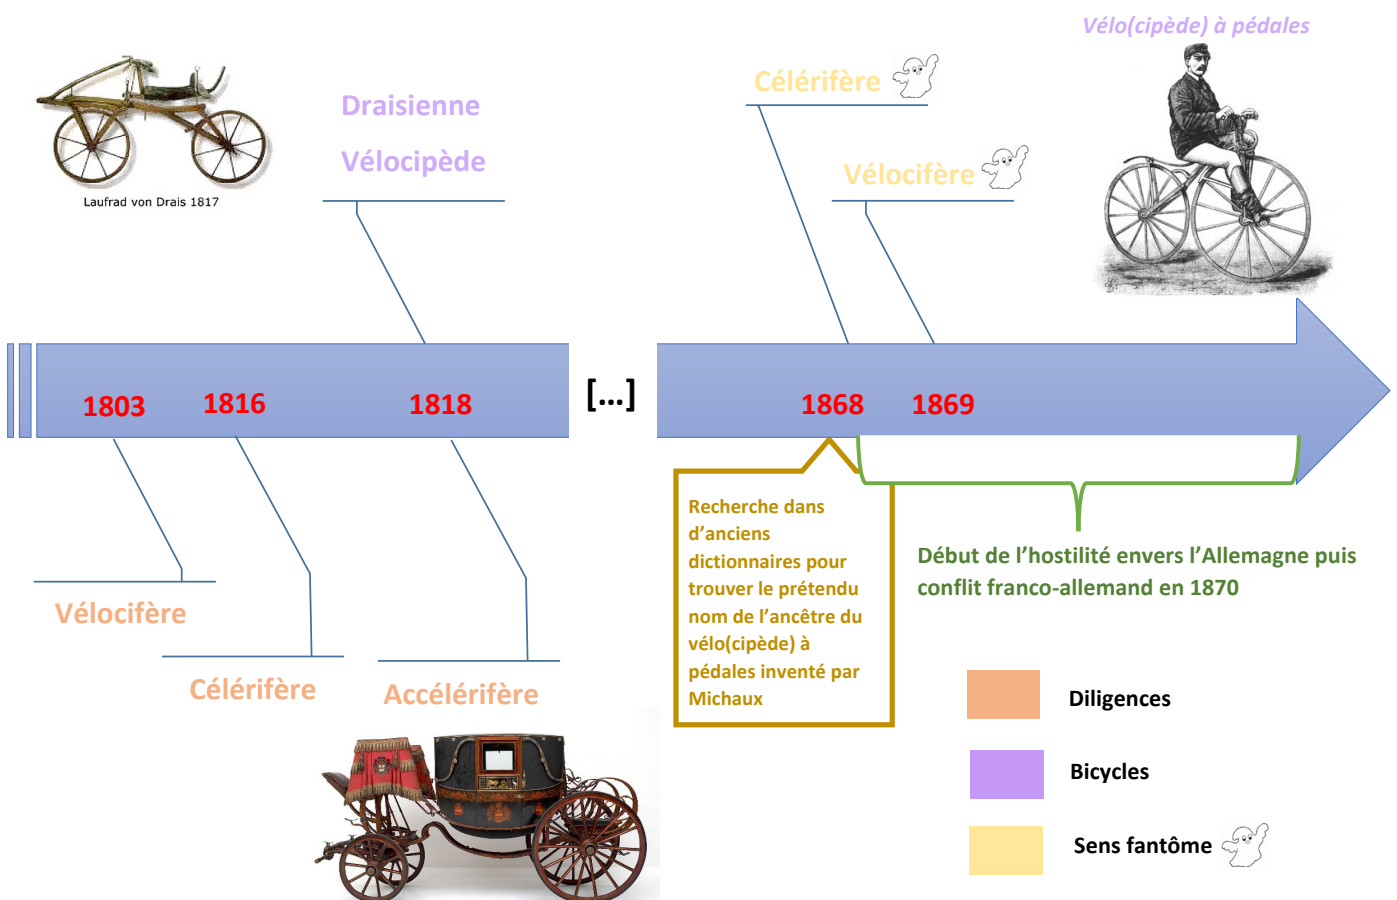 Vélo(cipède) à pédales
Célérifère
Draisienne
Vélocipède
Vélocifère
Laufrad von Drais 1817
1803
1816
1818
[…]
1868
1869
Recherche dans
d’anciens
dictionnaires pour
trouver le prétendu
nom de l’ancêtre du
vélo(cipède) à
pédales inventé par
Michaux
Début de l’hostilité envers l’Allemagne puis
conflit franco-allemand en 1870
Vélocifère
Célérifère
Accélérifère
Diligences
Bicycles
Sens fantôme